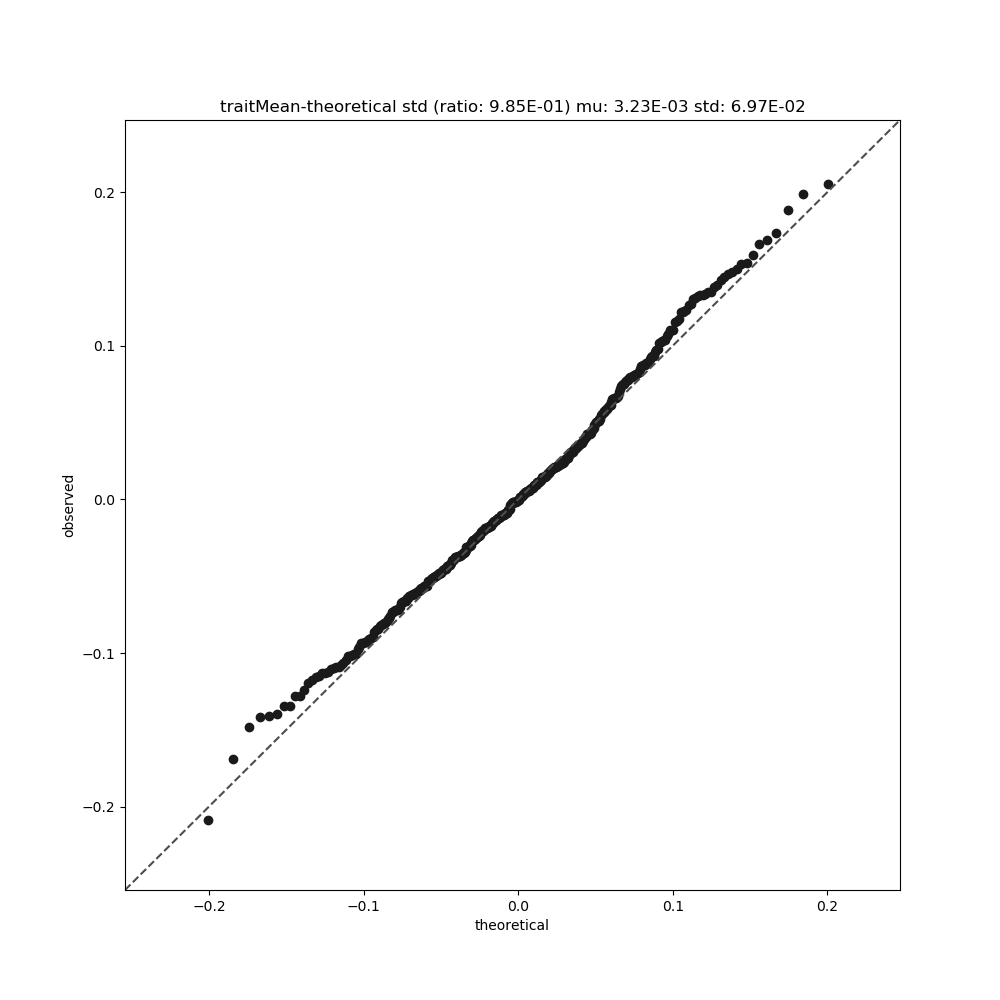 traitMean-theoretical std (ratio: 9.85E-01) mu: 3.23E-03 std: 6.97E-02
0.2
0.1
0.0
−0.1
−0.2
observed
−0.2 −0.1 0.0 0.1 0.2
theoretical